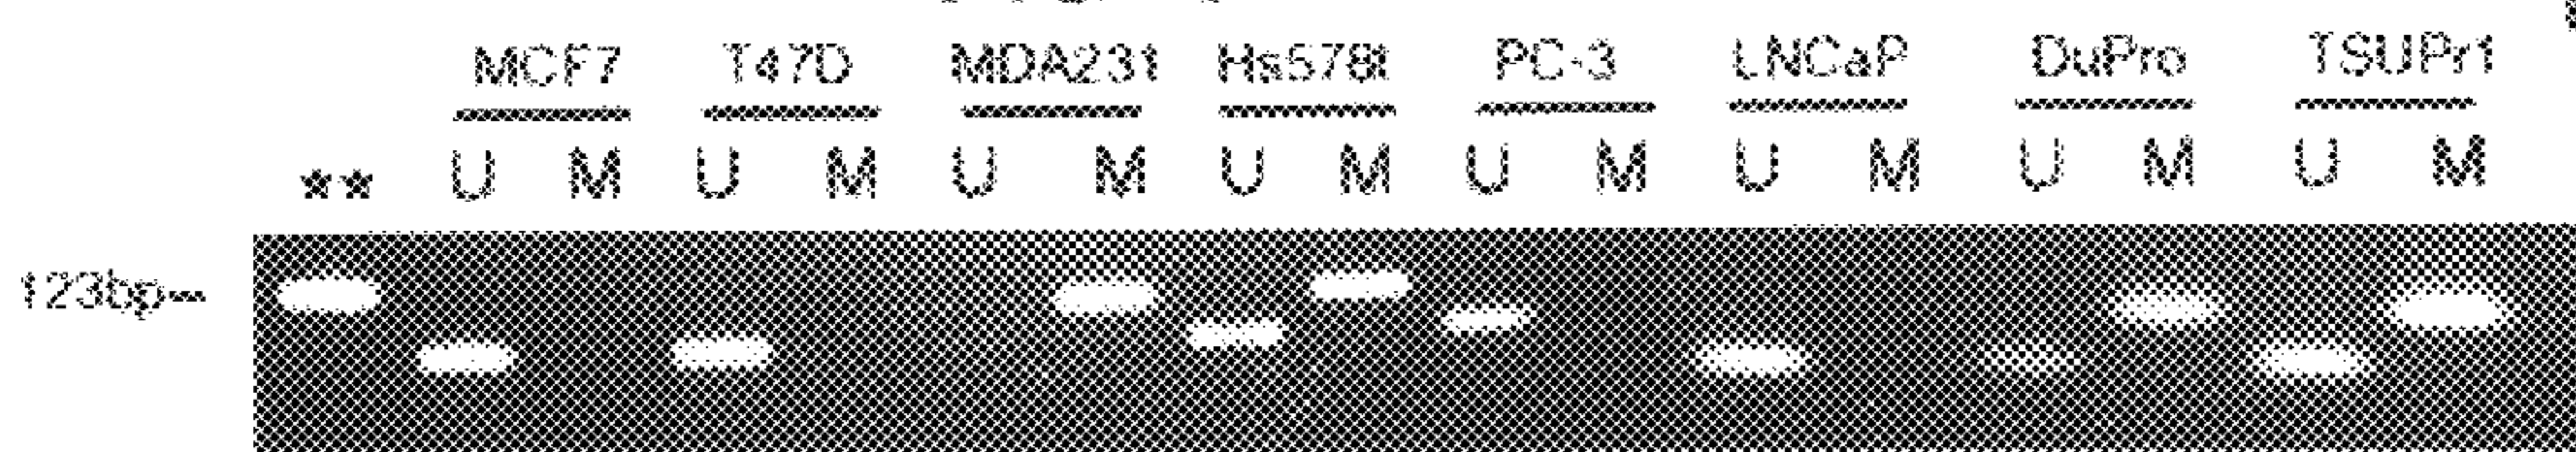 MCF7 T47D MDA231 Hs578t PC-3 LNCaP DuPro TSUPr1
** U M U M U M U M U M U M U M U M
123bp-